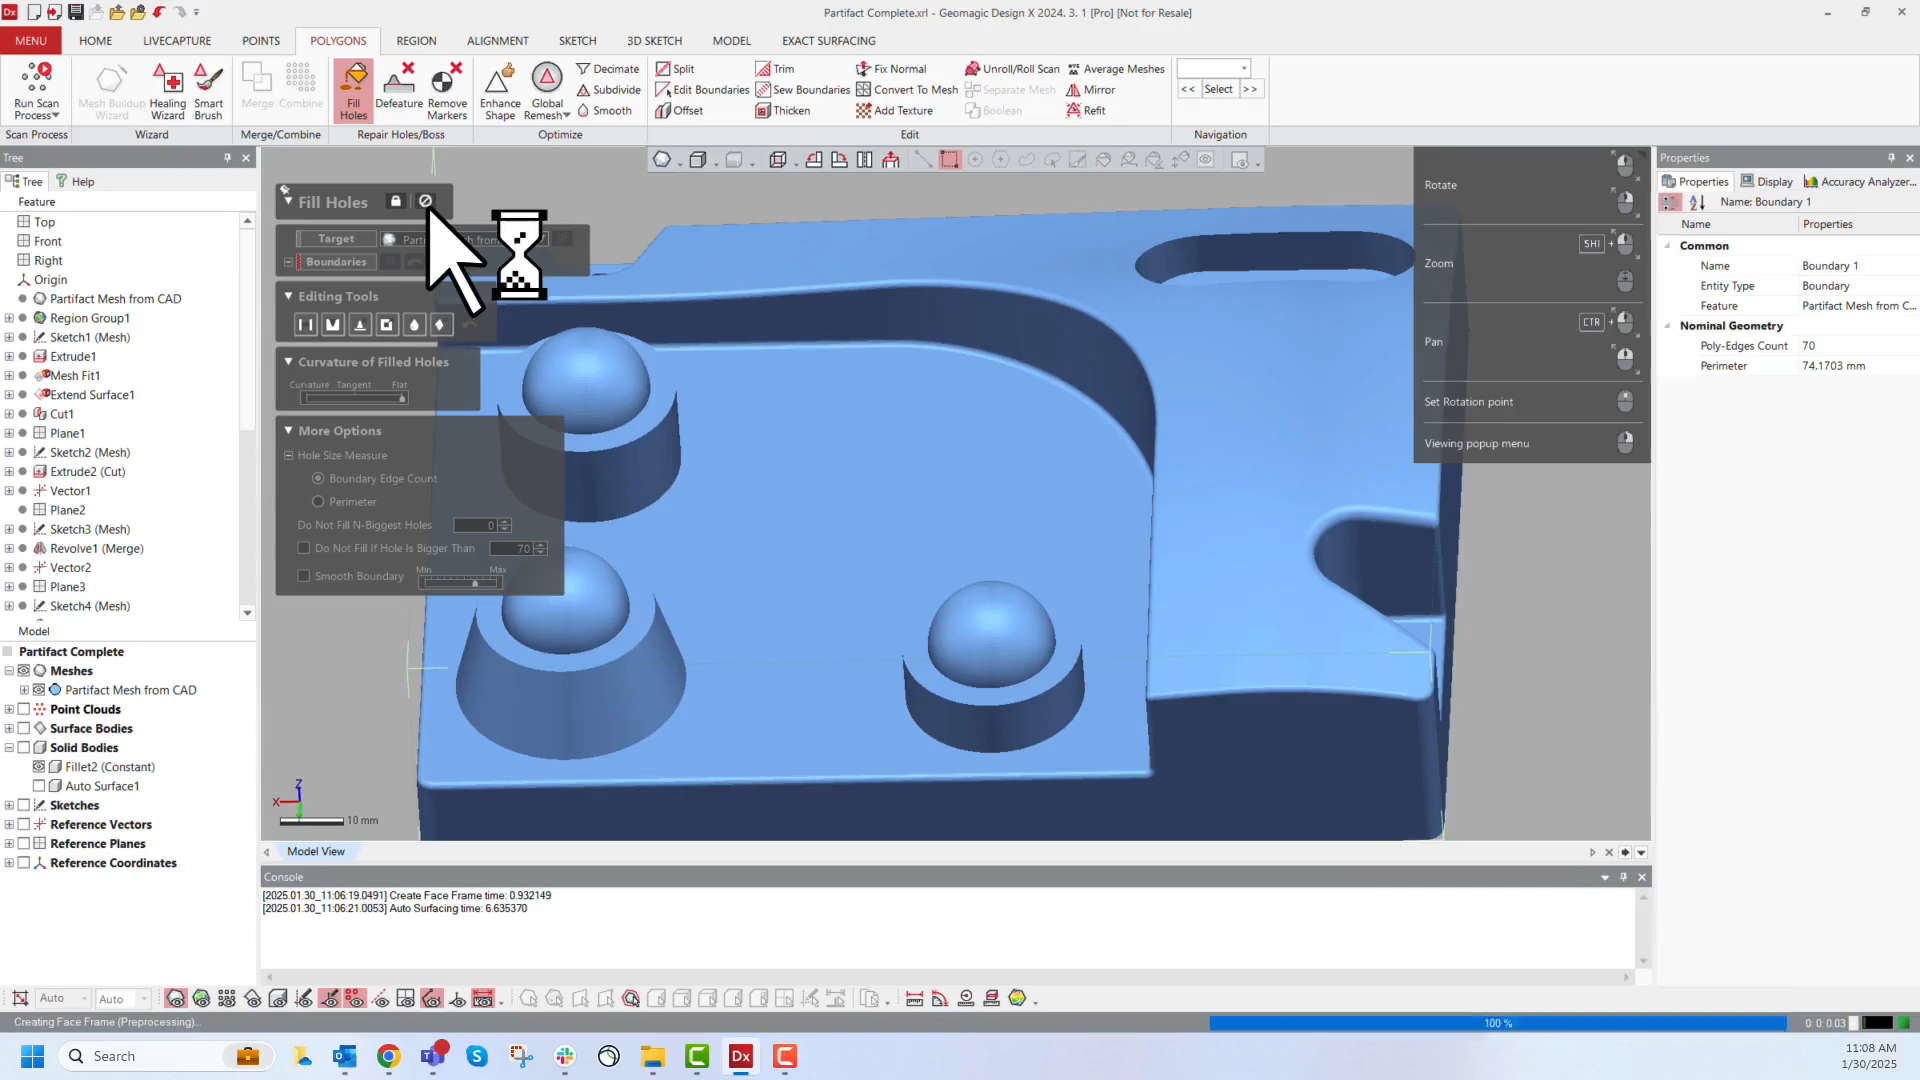 Partifact Complete.xrl - Geomagic Design X 2024. 3. 1 [Pro] [Not for Resale]
MENU HOME LIVECAPTURE POINTS POLYGONS REGION ALIGNMENT SKETCH 3D SKETCH MODEL EXACT SURFACING
Run Scan Process
Mesh Buildup Wizard
Healing Wizard
Smart Brush
Merge
Combine
Fill Holes
Defeature
Remove Markers
Enhance Shape
Global Remesh
Decimate
Subdivide
Smooth
Split
Edit Boundaries
Offset
Trim
Sew Boundaries
Thicken
Fix Normal
Convert To Mesh
Add Texture
Unroll/Roll Scan
Separate Mesh
Boolean
Average Meshes
Mirror
Refit
<< Select >>
Scan Process Wizard Merge/Combine Repair Holes/Boss Optimize Edit Navigation
Tree
Tree Help
Feature
Top
Front
Right
Origin
Partifact Mesh from CAD
Region Group1
Sketch1 (Mesh)
Extrude1
Mesh Fit1
Extend Surface1
Cut1
Plane1
Sketch2 (Mesh)
Extrude2 (Cut)
Vector1
Plane2
Sketch3 (Mesh)
Revolve1 (Merge)
Vector2
Plane3
Sketch4 (Mesh)
Model
Partifact Complete
Meshes
Partifact Mesh from CAD
Point Clouds
Surface Bodies
Solid Bodies
Fillet2 (Constant)
Auto Surface1
Sketches
Reference Vectors
Reference Planes
Reference Coordinates
Fill Holes
Target
Boundaries
Editing Tools
Curvature of Filled Holes
Curvature Tangent Flat
More Options
Hole Size Measure
Boundary Edge Count
Perimeter
Do Not Fill N-Biggest Holes 0
Do Not Fill If Hole Is Bigger Than 70
Smooth Boundary Min Max
Z
X
10 mm
Rotate
SHI +
Zoom
CTR +
Pan
Set Rotation point
Viewing popup menu
Properties
Properties Display Accuracy Analyzer...
Name: Boundary 1
Name Properties
Common
Name Boundary 1
Entity Type Boundary
Feature Partifact Mesh from C...
Nominal Geometry
Poly-Edges Count 70
Perimeter 74.1703 mm
Model View
Console
[2025.01.30_11:06:19.0491] Create Face Frame time: 0.932149
[2025.01.30_11:06:21.0053] Auto Surfacing time: 6.635370
Auto Auto
Creating Face Frame (Preprocessing)...
100 %
0: 0: 0.03
Search
Dx
11:08 AM
1/30/2025